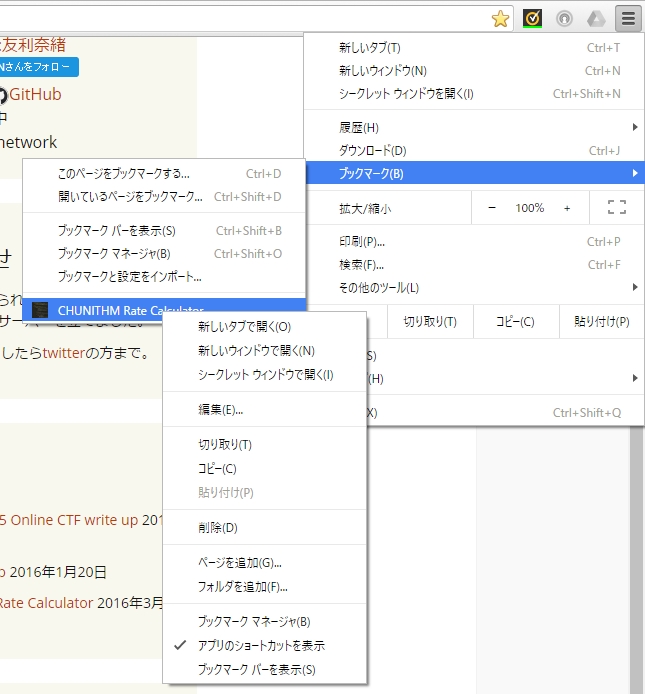 :友利奈緒
Nさんをフォロー
GitHub
中
network
せ
られ
サー
したらtwitterの方まで。
5 Online CTF write up 201
p 2016年1月20日
Rate Calculator 2016年3月
新しいタブ(T) Ctrl+T
新しいウィンドウ(N) Ctrl+N
シークレット ウィンドウを開く(I) Ctrl+Shift+N
履歴(H)
ダウンロード(D) Ctrl+J
ブックマーク(B)
拡大/縮小 − 100% +
印刷(P)... Ctrl+P
検索(F)... Ctrl+F
その他のツール(L)
切り取り(T) コピー(C) 貼り付け(P)
S)
(H)
X) Ctrl+Shift+Q
このページをブックマークする... Ctrl+D
開いているページをブックマーク... Ctrl+Shift+D
ブックマーク バーを表示(S) Ctrl+Shift+B
ブックマーク マネージャ(B) Ctrl+Shift+O
ブックマークと設定をインポート...
CHUNITHM Rate Calculator
新しいタブで開く(O)
新しいウィンドウで開く(N)
シークレット ウィンドウで開く(I)
編集(E)...
切り取り(T)
コピー(C)
貼り付け(P)
削除(D)
ページを追加(G)...
フォルダを追加(F)...
ブックマーク マネージャ(B)
アプリのショートカットを表示
ブックマーク バーを表示(S)